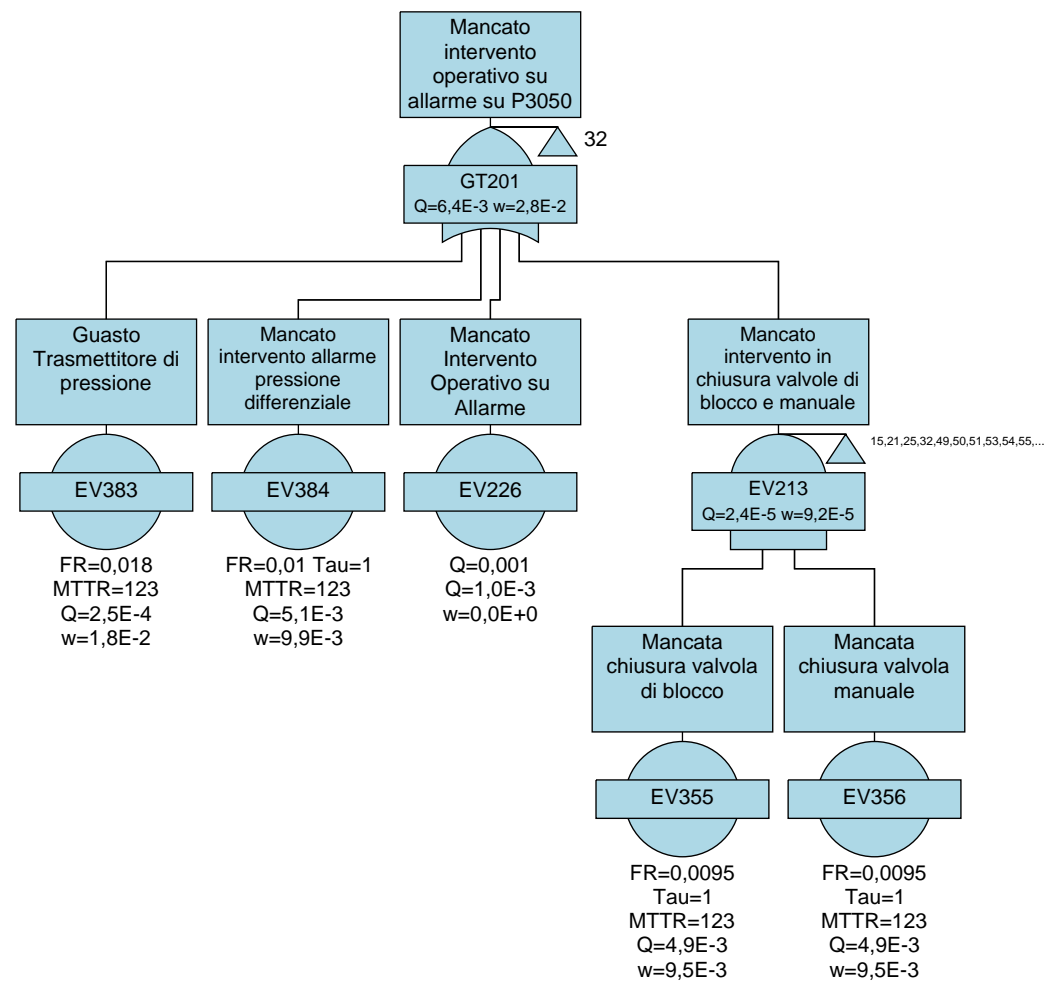 Mancato
intervento
operativo su
allarme su P3050
32
GT201
Q=6,4E-3 w=2,8E-2
Guasto
Trasmettitore di
pressione
Mancato
intervento allarme
pressione
differenziale
Mancato
Intervento
Operativo su
Allarme
Mancato
intervento in
chiusura valvole di
blocco e manuale
15,21,25,32,49,50,51,53,54,55,...
EV383
FR=0,018
MTTR=123
Q=2,5E-4
w=1,8E-2
EV384
FR=0,01 Tau=1
MTTR=123
Q=5,1E-3
w=9,9E-3
EV226
Q=0,001
Q=1,0E-3
w=0,0E+0
EV213
Q=2,4E-5 w=9,2E-5
Mancata
chiusura valvola
di blocco
Mancata
chiusura valvola
manuale
EV355
FR=0,0095
Tau=1
MTTR=123
Q=4,9E-3
w=9,5E-3
EV356
FR=0,0095
Tau=1
MTTR=123
Q=4,9E-3
w=9,5E-3